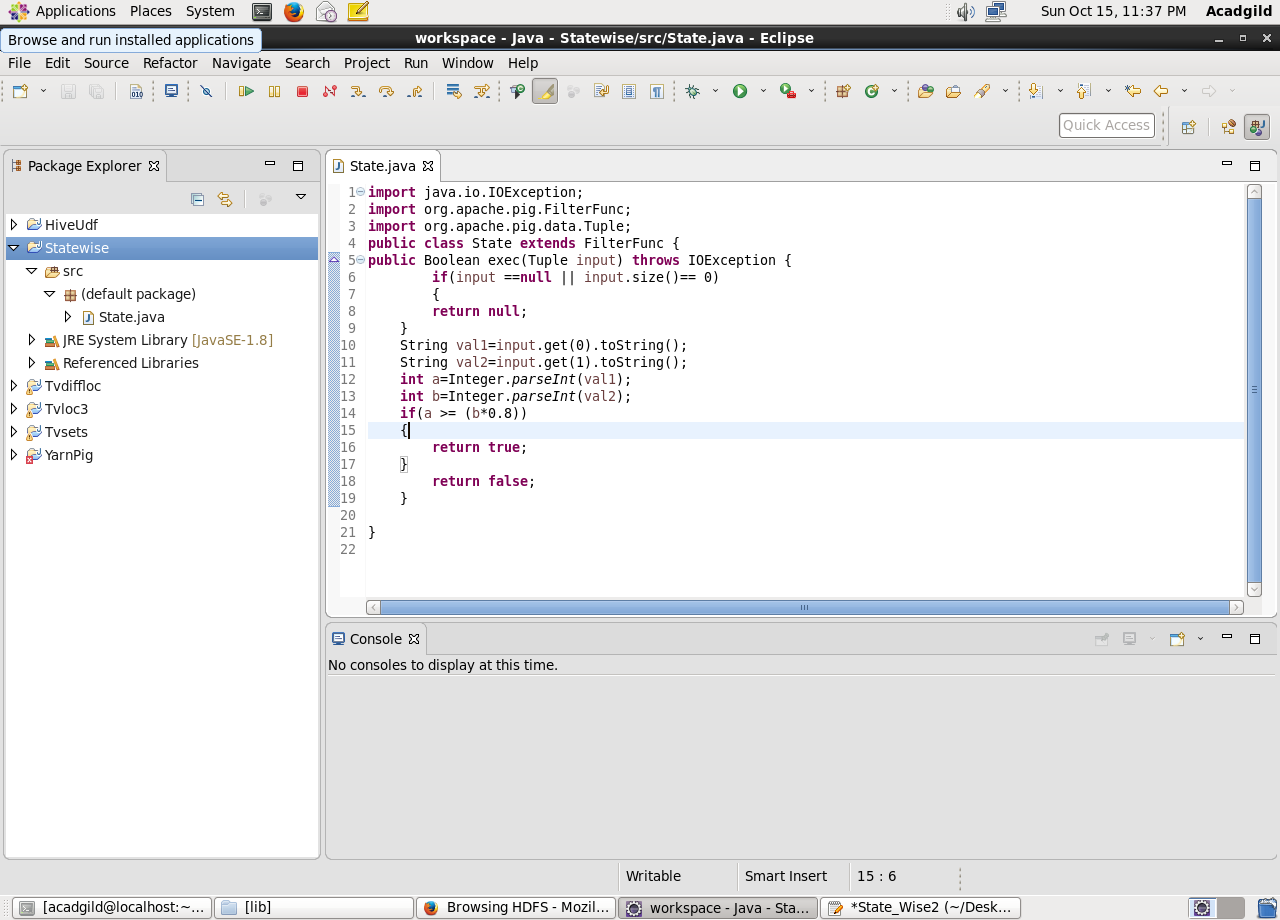 Applications Places System Sun Oct 15, 11:37 PM Acadgild
Browse and run installed applications
workspace - Java - Statewise/src/State.java - Eclipse
File Edit Source Refactor Navigate Search Project Run Window Help
Quick Access
Package Explorer
HiveUdf
Statewise
src
(default package)
State.java
JRE System Library [JavaSE-1.8]
Referenced Libraries
Tvdiffloc
Tvloc3
Tvsets
YarnPig
State.java
1 import java.io.IOException;
2 import org.apache.pig.FilterFunc;
3 import org.apache.pig.data.Tuple;
4 public class State extends FilterFunc {
5 public Boolean exec(Tuple input) throws IOException {
6         if(input ==null || input.size()== 0)
7         {
8         return null;
9     }
10     String val1=input.get(0).toString();
11     String val2=input.get(1).toString();
12     int a=Integer.parseInt(val1);
13     int b=Integer.parseInt(val2);
14     if(a >= (b*0.8))
15     {
16         return true;
17     }
18         return false;
19     }
20
21 }
22
Console
No consoles to display at this time.
Writable Smart Insert 15 : 6
[acadgild@localhost:~... [lib] Browsing HDFS - Mozil... workspace - Java - Sta... *State_Wise2 (~/Desk...